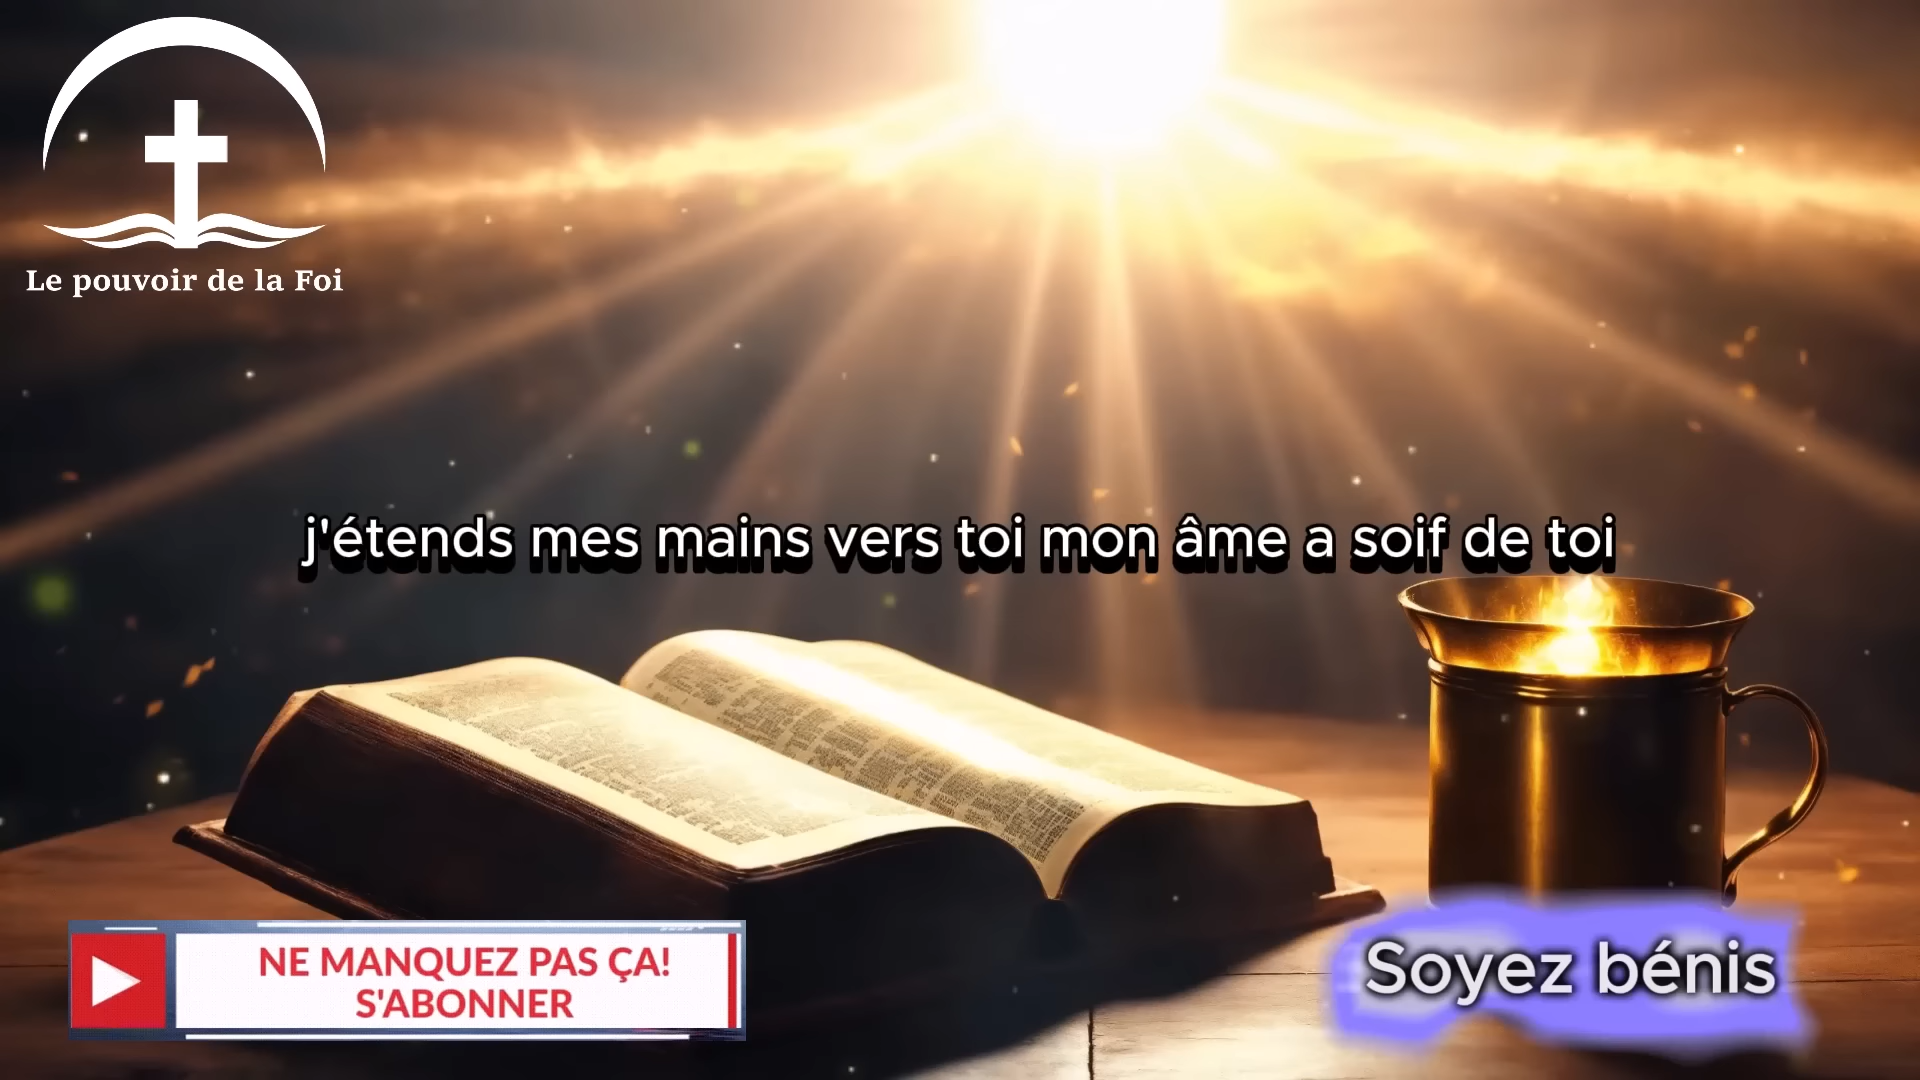 Le pouvoir de la Foi
j'étends mes mains vers toi mon âme a soif de toi
NE MANQUEZ PAS ÇA!
S'ABONNER
Soyez bénis